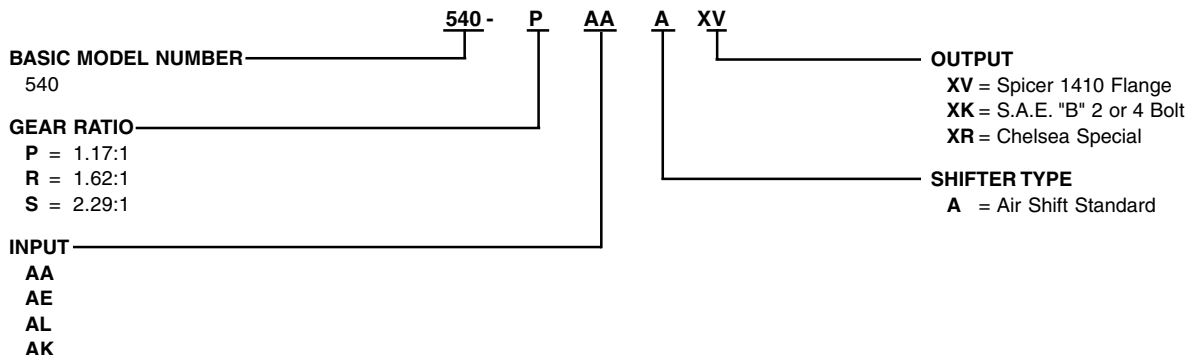 540- P AA A XV
BASIC MODEL NUMBER
540
GEAR RATIO
P = 1.17:1
R = 1.62:1
S = 2.29:1
INPUT
AA
AE
AL
AK
OUTPUT
XV = Spicer 1410 Flange
XK = S.A.E. "B" 2 or 4 Bolt
XR = Chelsea Special
SHIFTER TYPE
A = Air Shift Standard